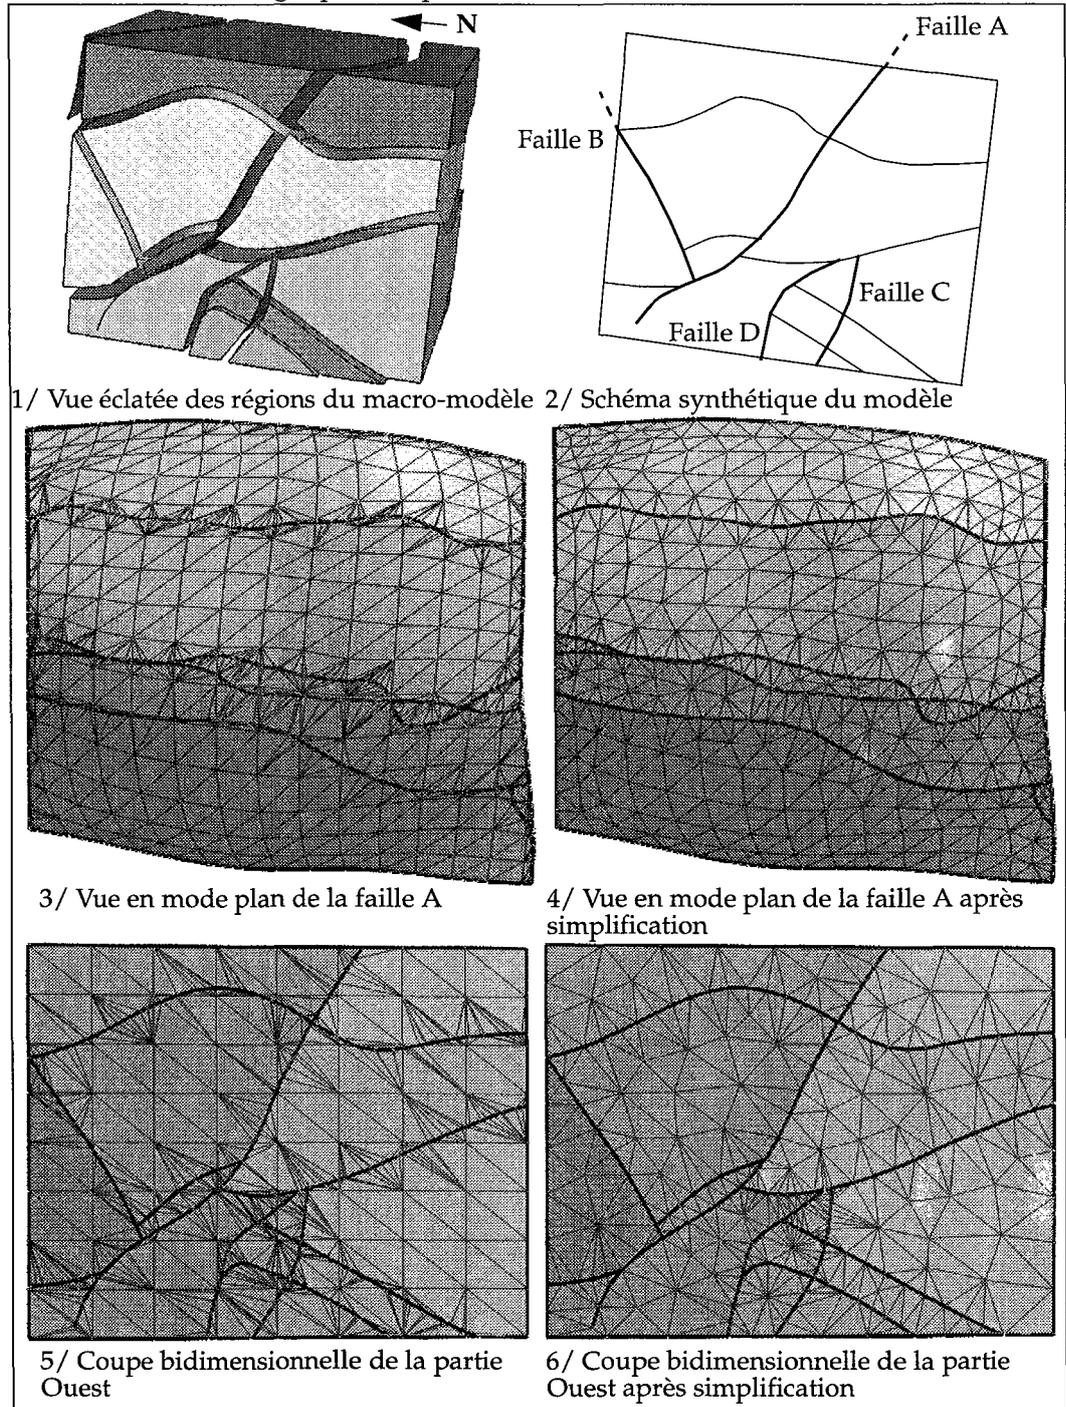 N
Faille A
Faille B
Faille C
Faille D
1/ Vue éclatée des régions du macro-modèle
2/ Schéma synthétique du modèle
3/ Vue en mode plan de la faille A
4/ Vue en mode plan de la faille A après
simplification
5/ Coupe bidimensionnelle de la partie
Ouest
6/ Coupe bidimensionnelle de la partie
Ouest après simplification